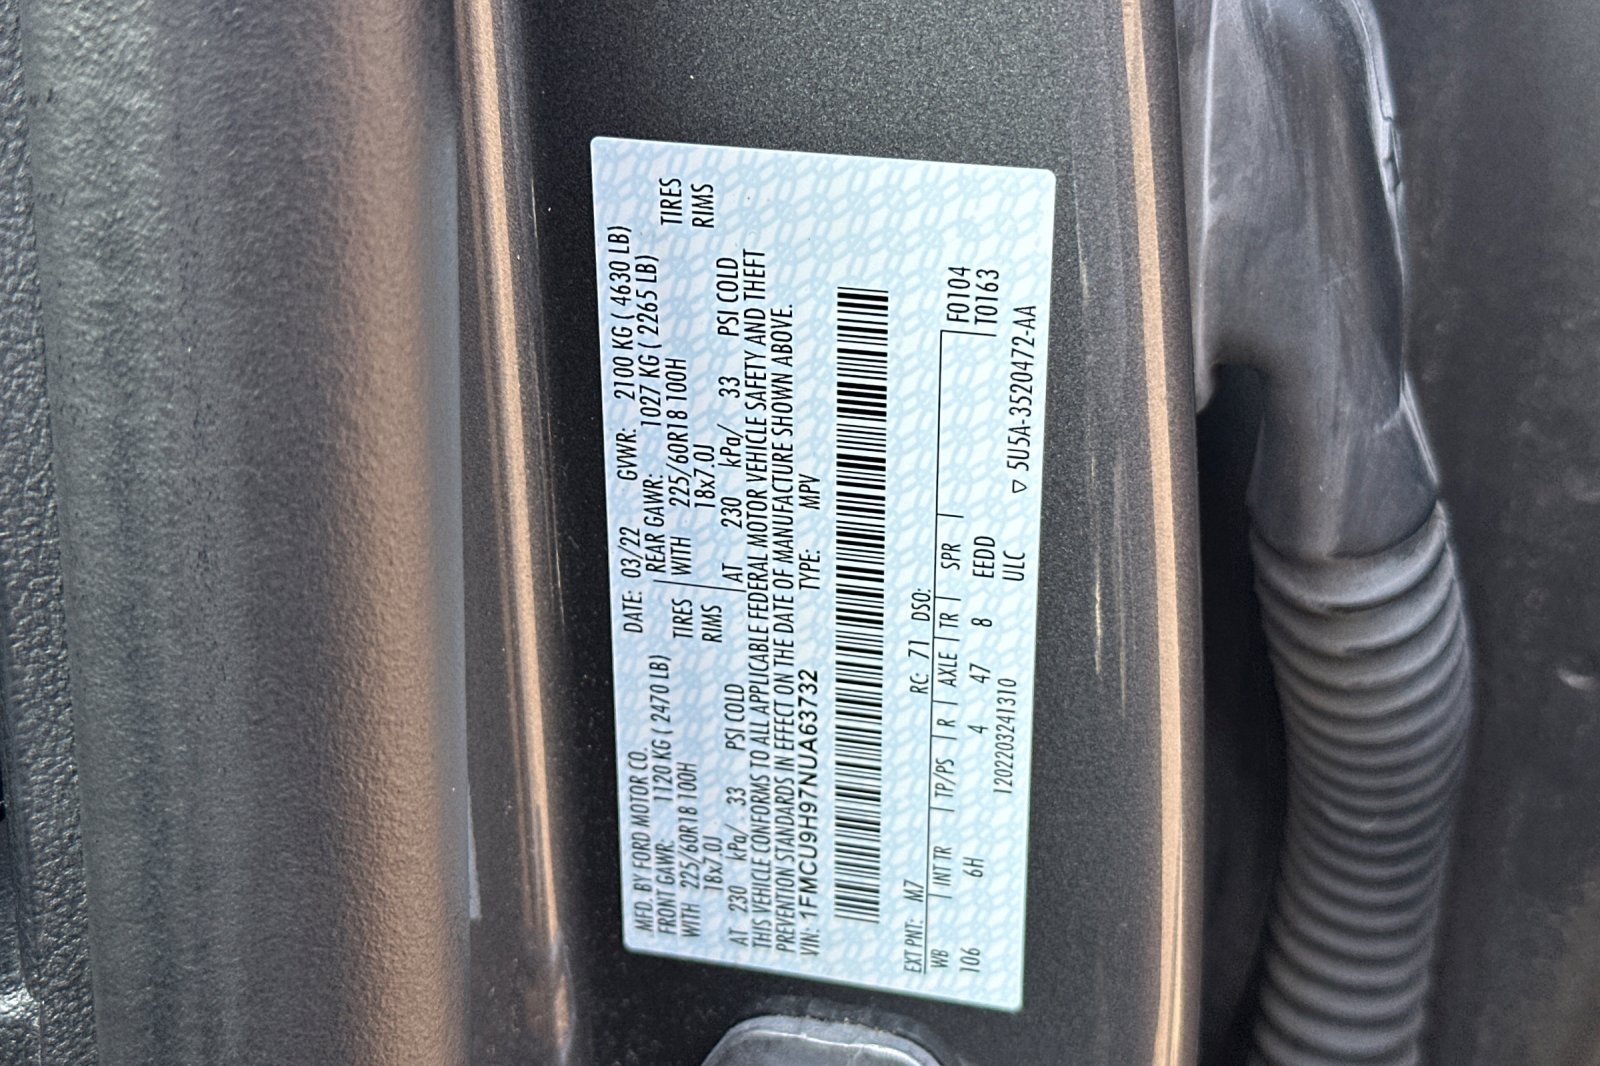 MFD. BY FORD MOTOR CO.
DATE: 03/22 GVWR: 2100 KG ( 4630 LB)
FRONT GAWR: 1120 KG ( 2470 LB) REAR GAWR: 1027 KG ( 2265 LB)
WITH 225/60R18 100H TIRES WITH 225/60R18 100H TIRES
18x7.0J RIMS 18x7.0J RIMS
AT 230 kPa/ 33 PSI COLD AT 230 kPa/ 33 PSI COLD
THIS VEHICLE CONFORMS TO ALL APPLICABLE FEDERAL MOTOR VEHICLE SAFETY AND THEFT
PREVENTION STANDARDS IN EFFECT ON THE DATE OF MANUFACTURE SHOWN ABOVE.
VIN: 1FMCU9H97NUA63732 TYPE: MPV
EXT PNT: M7 RC: 71 DSO:
WB | INT TR | TP/PS | R | AXLE | TR | SPR | F0104
106 6H 4 47 8 EEDD T0163
1202203241310 ULC ▽ 5U5A-3520472-AA